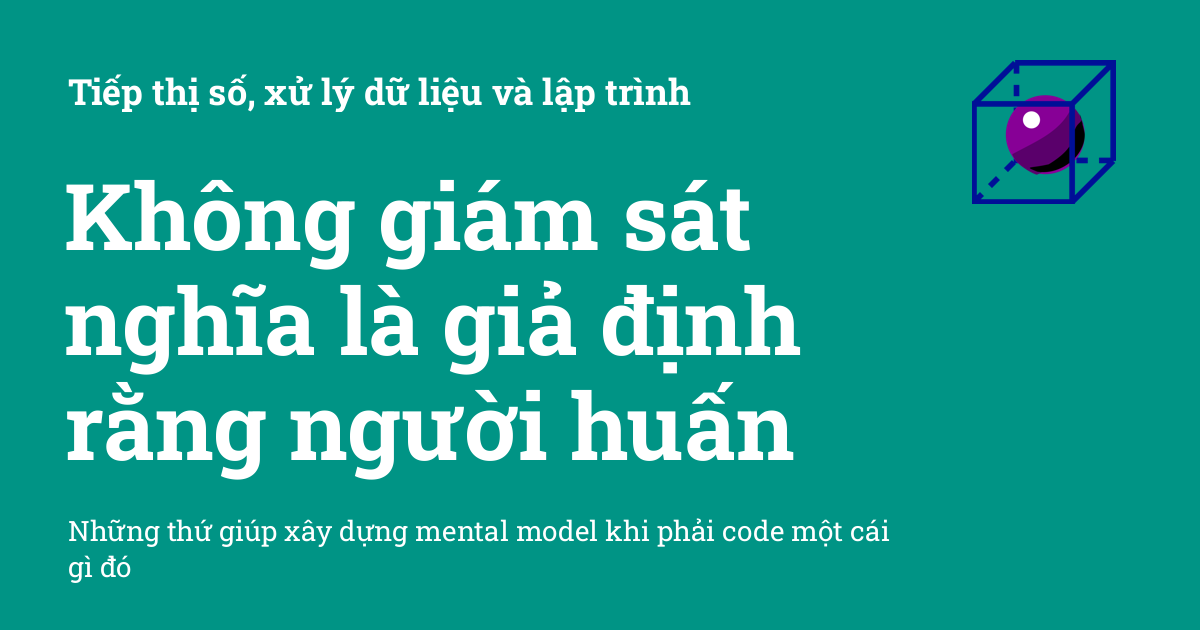 Tiếp thị số, xử lý dữ liệu và lập trình
Không giám sát
nghĩa là giả định
rằng người huấn
Những thứ giúp xây dựng mental model khi phải code một cái
gì đó